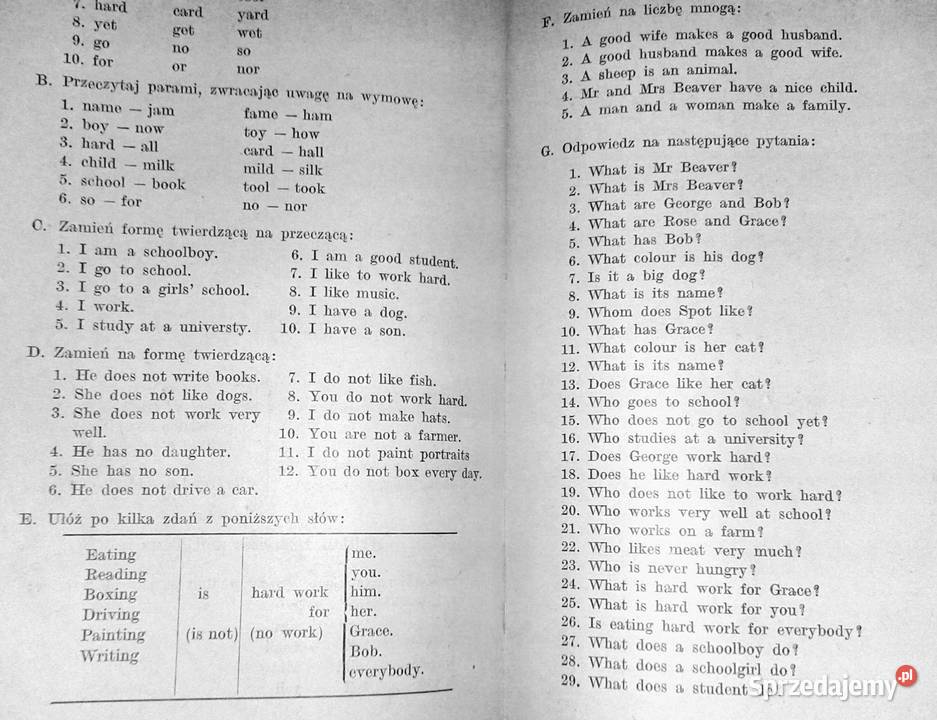 7. hard card yard
8. yet get wet
9. go no so
10. for or nor
B. Przeczytaj parami, zwracając uwagę na wymowę:
1. name — jam fame — ham
2. boy — now toy — how
3. hard — all card — hall
4. child — milk mild — silk
5. school — book tool — took
6. so — for no — nor
C. Zamień formę twierdzącą na przeczącą:
1. I am a schoolboy. 6. I am a good student.
2. I go to school. 7. I like to work hard.
3. I go to a girls' school. 8. I like music.
4. I work. 9. I have a dog.
5. I study at a universty. 10. I have a son.
D. Zamień na formę twierdzącą:
1. He does not write books. 7. I do not like fish.
2. She does not like dogs. 8. You do not work hard.
3. She does not work very 9. I do not make hats.
well. 10. You are not a farmer.
4. He has no daughter. 11. I do not paint portraits
5. She has no son. 12. You do not box every day.
6. He does not drive a car.
E. Ułóż po kilka zdań z poniższych słów:
Eating me.
Reading you.
Boxing is hard work him.
Driving for her.
Painting (is not) (no work) Grace.
Writing Bob.
everybody.
F. Zamień na liczbę mnogą:
1. A good wife makes a good husband.
2. A good husband makes a good wife.
3. A sheep is an animal.
4. Mr and Mrs Beaver have a nice child.
5. A man and a woman make a family.
G. Odpowiedz na następujące pytania:
1. What is Mr Beaver?
2. What is Mrs Beaver?
3. What are George and Bob?
4. What are Rose and Grace?
5. What has Bob?
6. What colour is his dog?
7. Is it a big dog?
8. What is its name?
9. Whom does Spot like?
10. What has Grace?
11. What colour is her cat?
12. What is its name?
13. Does Grace like her cat?
14. Who goes to school?
15. Who does not go to school yet?
16. Who studies at a university?
17. Does George work hard?
18. Does he like hard work?
19. Who does not like to work hard?
20. Who works very well at school?
21. Who works on a farm?
22. Who likes meat very much?
23. Who is never hungry?
24. What is hard work for Grace?
25. What is hard work for you?
26. Is eating hard work for everybody?
27. What does a schoolboy do?
28. What does a schoolgirl do?
29. What does a student
Sprzedajemy.pl